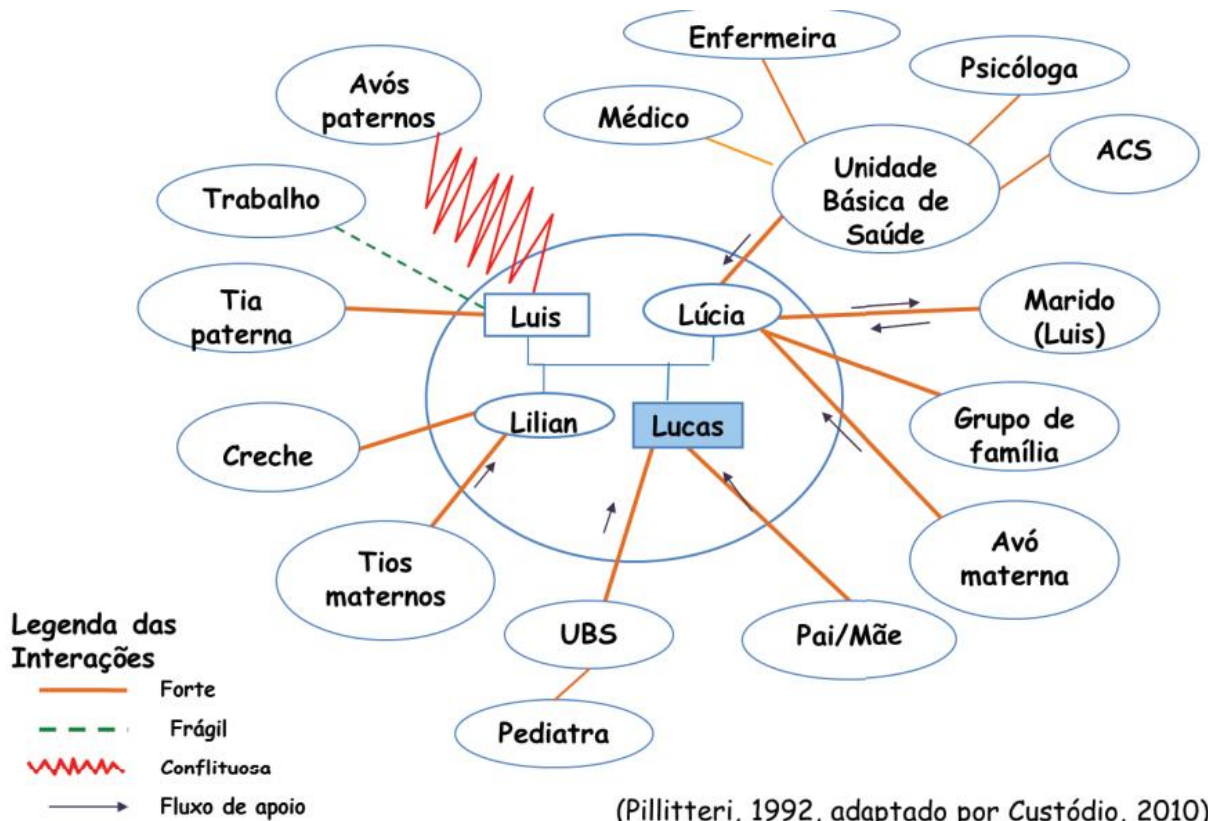 Enfermeira
Psicóloga
Avós
paternos
Médico
ACS
Unidade
Básica de
Saúde
Trabalho
Tia
paterna
Luis
Lúcia
Marido
(Luis)
Creche
Lilian
Lucas
Grupo de
família
Tios
maternos
Avó
materna
UBS
Pai/Mãe
Pediatra
Legenda das
Interações
Forte
Frágil
Conflituosa
Fluxo de apoio
(Pillitteri, 1992, adaptado por Custódio, 2010)